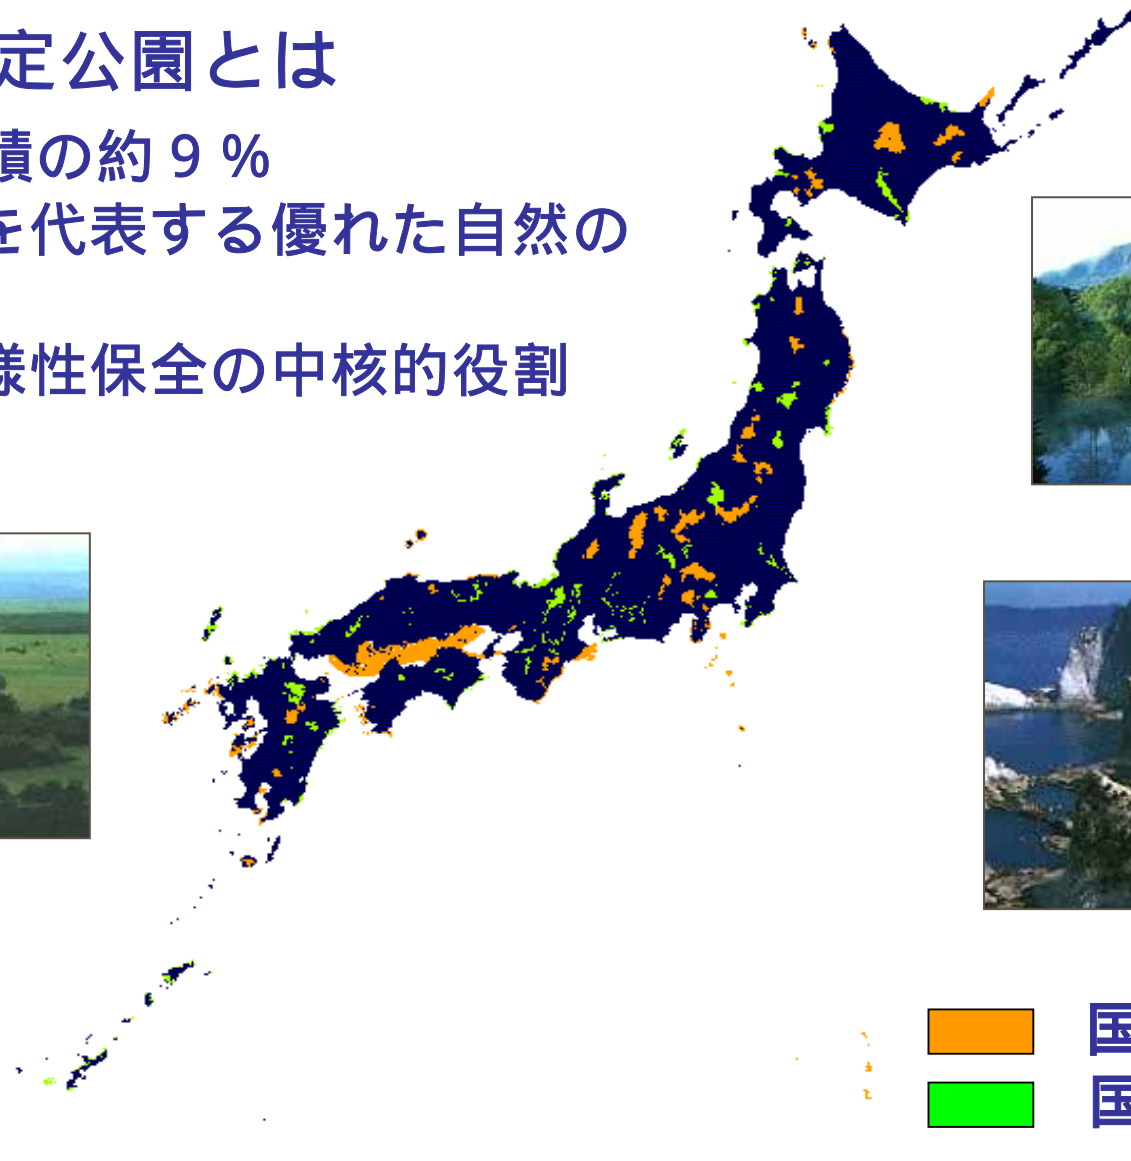 定公園とは
積の約９％
を代表する優れた自然の
様性保全の中核的役割
国
国